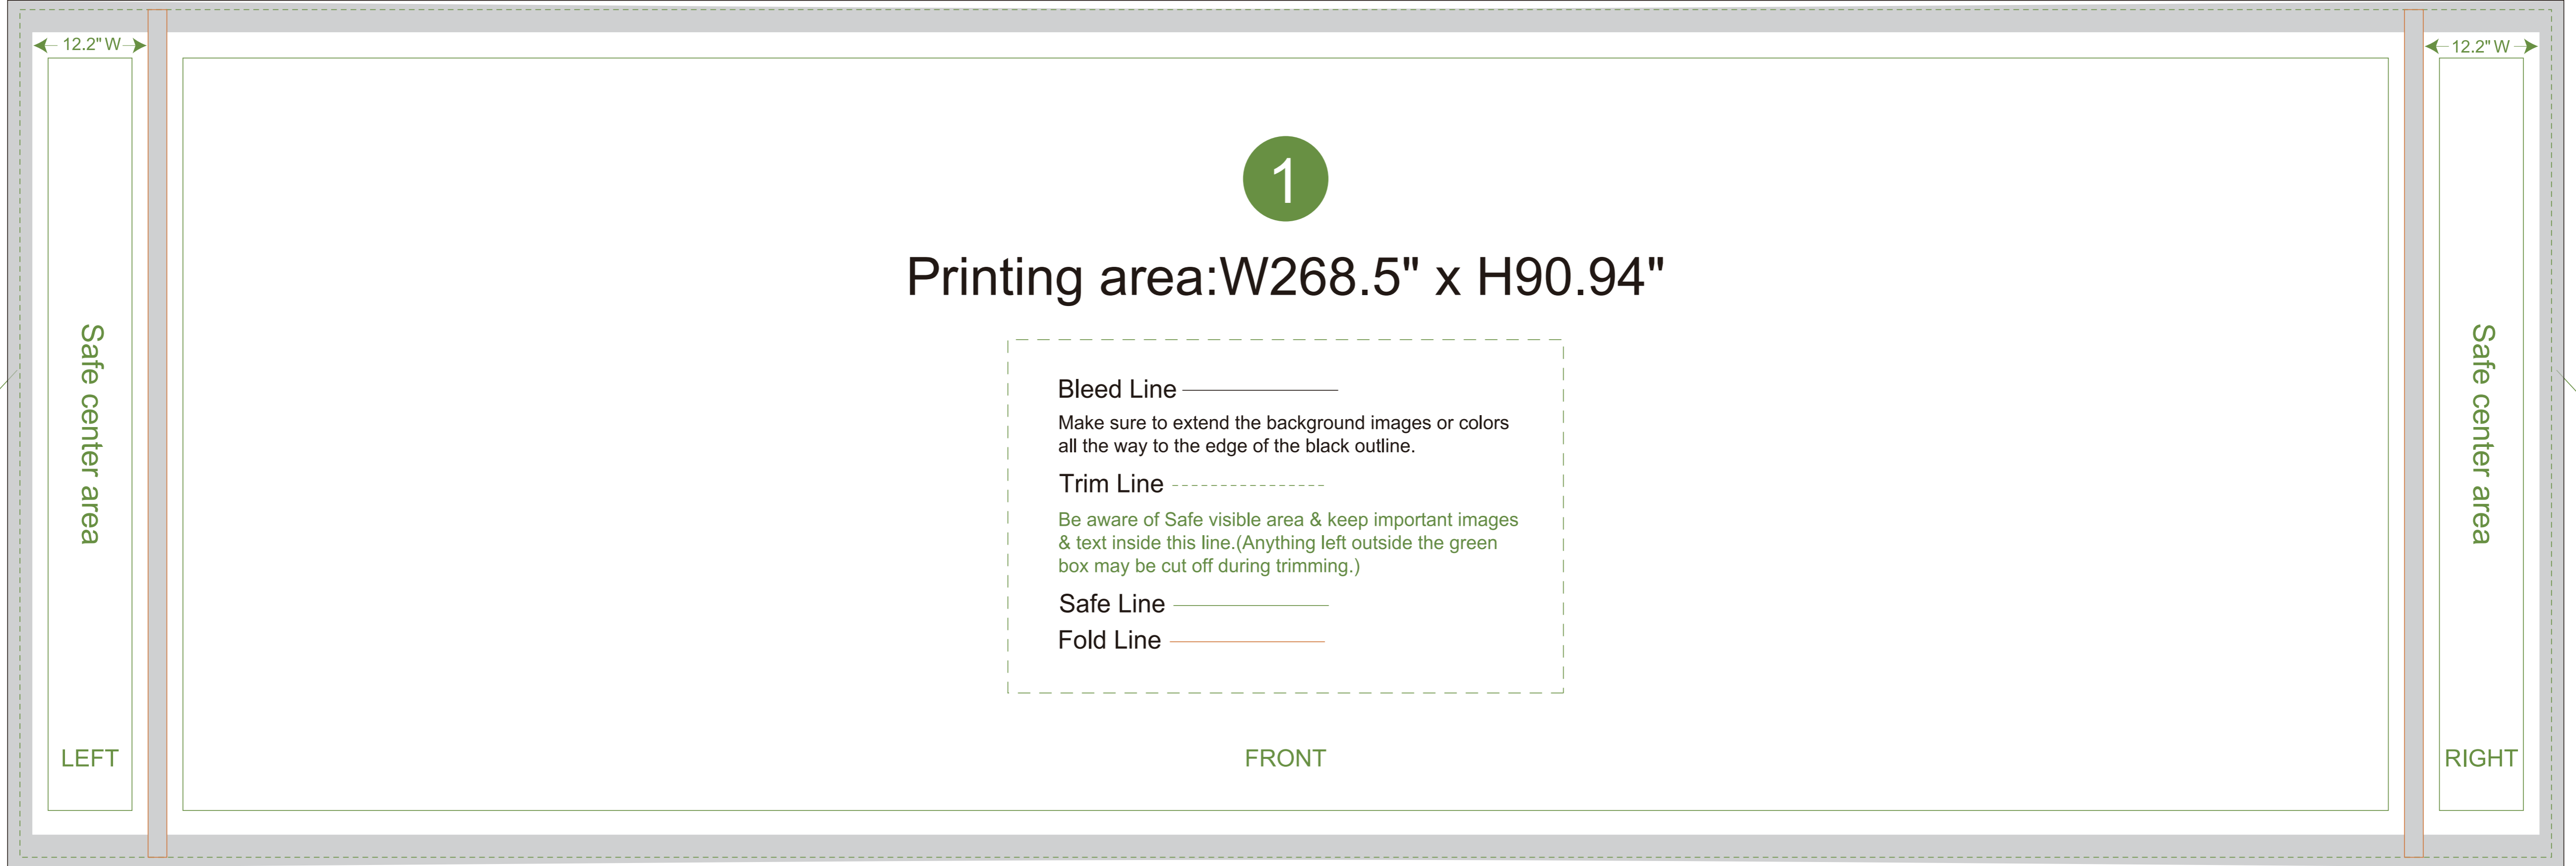 12.2" W
12.2" W
1
Printing area:W268.5" x H90.94"
Safe center area
Safe center area
Bleed Line
Make sure to extend the background images or colors
all the way to the edge of the black outline.
Trim Line
Be aware of Safe visible area & keep important images
& text inside this line.(Anything left outside the green
box may be cut off during trimming.)
Safe Line
Fold Line
LEFT
FRONT
RIGHT